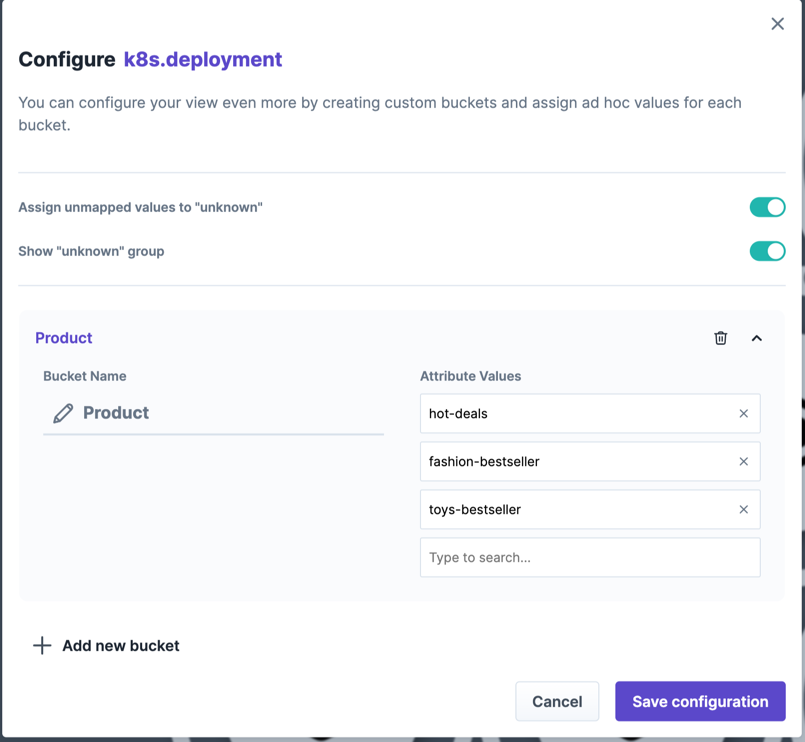 Configure k8s.deployment
You can configure your view even more by creating custom buckets and assign ad hoc values for each
bucket.
Assign unmapped values to "unknown"
Show "unknown" group
Product
Bucket Name
Product
Attribute Values
hot-deals
fashion-bestseller
toys-bestseller
Type to search...
Add new bucket
Cancel
Save configuration